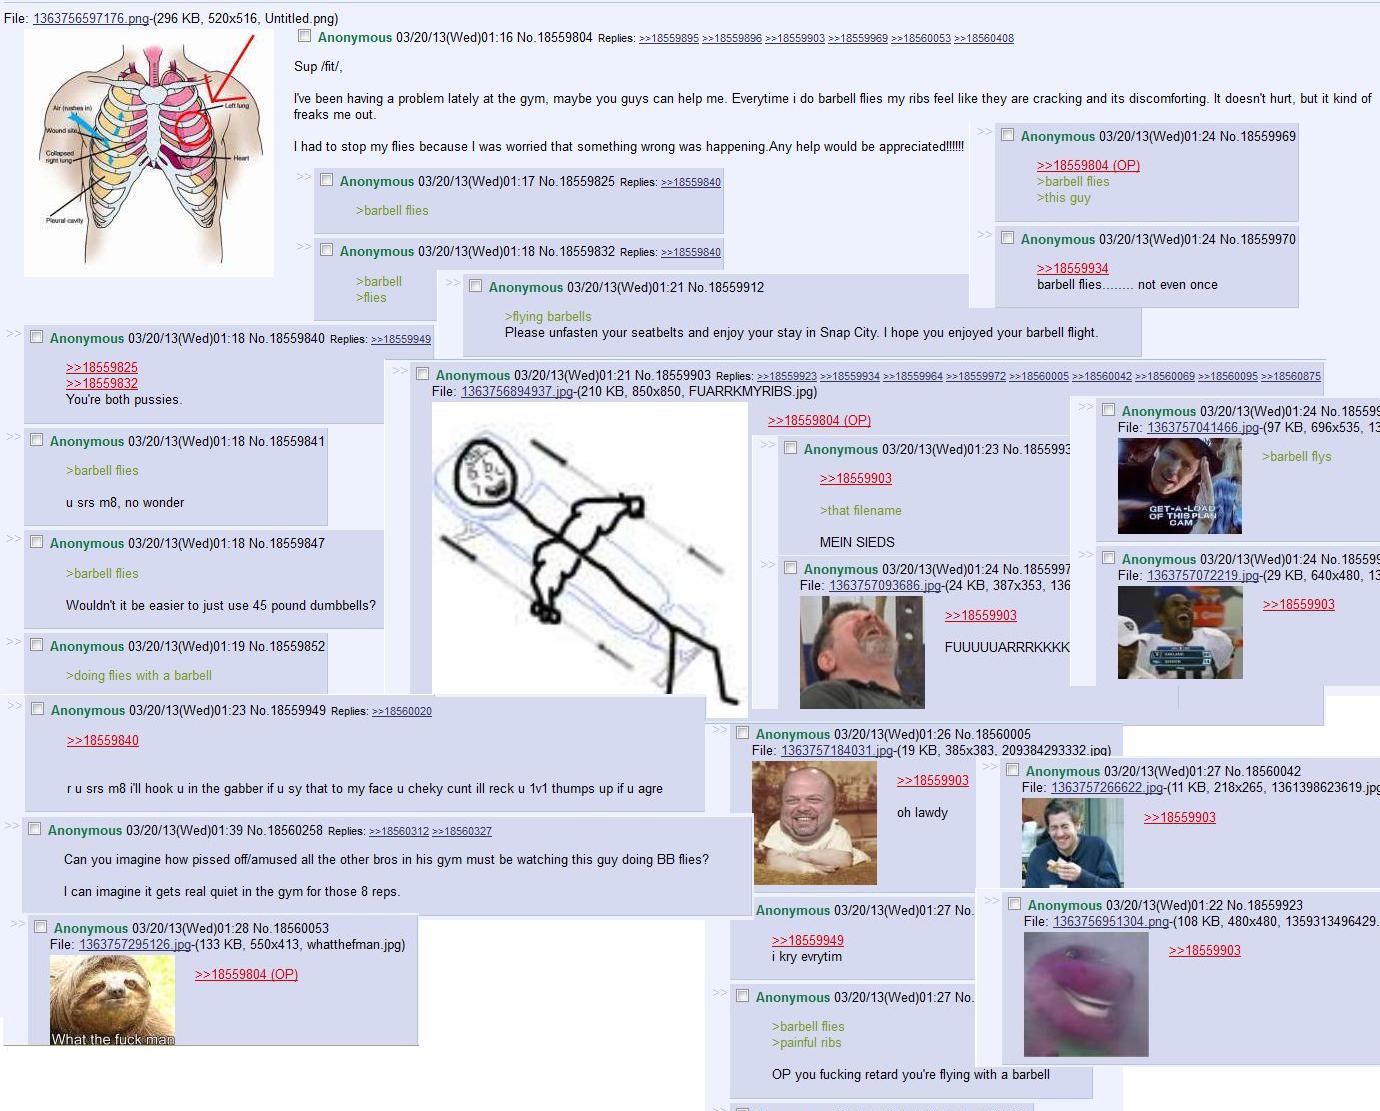 File: 1363756597176.png-(296 KB, 520x516, Untitled.png)
Air (rushes in)
Wound site
Collapsed
right lung
Pleural cavity
Left lung
Heart
Anonymous 03/20/13(Wed)01:16 No.18559804 Replies: >>18559895 >>18559896 >>18559903 >>18559969 >>18560053 >>18560408
Sup /fit/,
I've been having a problem lately at the gym, maybe you guys can help me. Everytime i do barbell flies my ribs feel like they are cracking and its discomforting. It doesn't hurt, but it kind of
freaks me out.
I had to stop my flies because I was worried that something wrong was happening.Any help would be appreciated!!!!!!
>> Anonymous 03/20/13(Wed)01:17 No.18559825 Replies: >>18559840
>barbell flies
>> Anonymous 03/20/13(Wed)01:18 No.18559832 Replies: >>18559840
>barbell
>flies
>> Anonymous 03/20/13(Wed)01:24 No.18559969
>>18559804 (OP)
>barbell flies
>this guy
>> Anonymous 03/20/13(Wed)01:24 No.18559970
>>18559934
barbell flies........ not even once
>> Anonymous 03/20/13(Wed)01:21 No.18559912
>flying barbells
Please unfasten your seatbelts and enjoy your stay in Snap City. I hope you enjoyed your barbell flight.
>> Anonymous 03/20/13(Wed)01:18 No.18559840 Replies: >>18559949
>>18559825
>>18559832
You're both pussies.
>> Anonymous 03/20/13(Wed)01:18 No.18559841
>barbell flies
u srs m8, no wonder
>> Anonymous 03/20/13(Wed)01:18 No.18559847
>barbell flies
Wouldn't it be easier to just use 45 pound dumbbells?
>> Anonymous 03/20/13(Wed)01:19 No.18559852
>doing flies with a barbell
>> Anonymous 03/20/13(Wed)01:21 No.18559903 Replies: >>18559923 >>18559934 >>18559964 >>18559972 >>18560005 >>18560042 >>18560069 >>18560095 >>18560875
File: 1363756894937.jpg-(210 KB, 850x850, FUARRKMYRIBS.jpg)
>>18559804 (OP)
>> Anonymous 03/20/13(Wed)01:23 No.1855993
>>18559903
>that filename
MEIN SIEDS
>> Anonymous 03/20/13(Wed)01:24 No.1855997
File: 1363757093686.jpg-(24 KB, 387x353, 136
>>18559903
FUUUUUARRRKKKK
>> Anonymous 03/20/13(Wed)01:24 No.185599
File: 1363757041466.jpg-(97 KB, 696x535, 13
GET-A-LOAD
OF THIS PLAN
CAM
>barbell flys
>> Anonymous 03/20/13(Wed)01:24 No.185599
File: 1363757072219.jpg-(29 KB, 640x480, 13
>>18559903
>> Anonymous 03/20/13(Wed)01:23 No.18559949 Replies: >>18560020
>>18559840
r u srs m8 i'll hook u in the gabber if u sy that to my face u cheky cunt ill reck u 1v1 thumps up if u agre
>> Anonymous 03/20/13(Wed)01:39 No.18560258 Replies: >>18560312 >>18560327
Can you imagine how pissed off/amused all the other bros in his gym must be watching this guy doing BB flies?
I can imagine it gets real quiet in the gym for those 8 reps.
>> Anonymous 03/20/13(Wed)01:28 No.18560053
File: 1363757295126.jpg-(133 KB, 550x413, whatthefman.jpg)
>>18559804 (OP)
What the fuck man
>> Anonymous 03/20/13(Wed)01:26 No.18560005
File: 1363757184031.jpg-(19 KB, 385x383, 209384293332.jpg)
>>18559903
oh lawdy
>> Anonymous 03/20/13(Wed)01:27 No.18560042
File: 1363757266622.jpg-(11 KB, 218x265, 1361398623619.jpg
>>18559903
Anonymous 03/20/13(Wed)01:27 No.
>>18559949
i kry evrytim
>> Anonymous 03/20/13(Wed)01:22 No.18559923
File: 1363756951304.png-(108 KB, 480x480, 1359313496429.
>>18559903
>> Anonymous 03/20/13(Wed)01:27 No.
>barbell flies
>painful ribs
OP you fucking retard you're flying with a barbell
>>